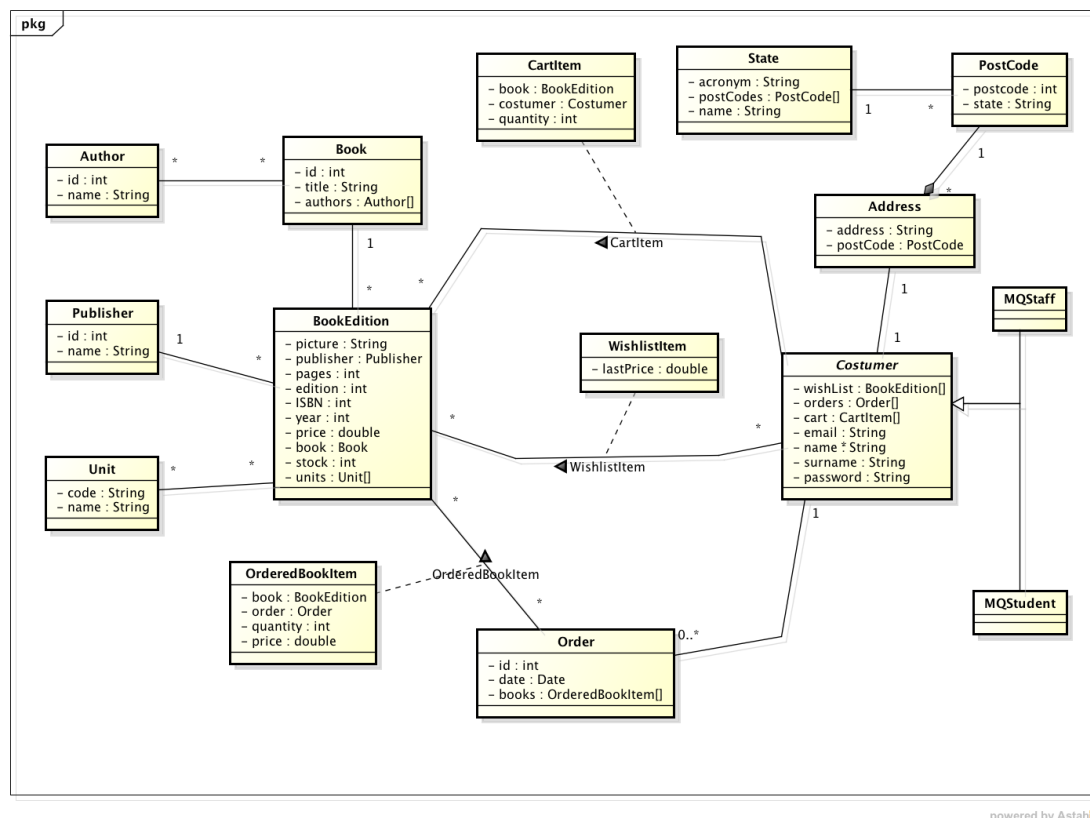 pkg
CartItem
- book : BookEdition
- costumer : Costumer
- quantity : int
State
- acronym : String
- postCodes : PostCode[]
- name : String
PostCode
- postcode : int
- state : String
1
*
Author
- id : int
- name : String
*
*
Book
- id : int
- title : String
- authors : Author[]
1
*
Address
- address : String
- postCode : PostCode
1
*
CartItem
*
1
1
Publisher
- id : int
- name : String
1
*
BookEdition
- picture : String
- publisher : Publisher
- pages : int
- edition : int
- ISBN : int
- year : int
- price : double
- book : Book
- stock : int
- units : Unit[]
WishlistItem
- lastPrice : double
MQStaff
Costumer
- wishList : BookEdition[]
- orders : Order[]
- cart : CartItem[]
- email : String
- name * String
- surname : String
- password : String
*
*
WishlistItem
Unit
- code : String
- name : String
*
*
*
1
OrderedBookItem
- book : BookEdition
- order : Order
- quantity : int
- price : double
OrderedBookItem
*
MQStudent
Order
- id : int
- date : Date
- books : OrderedBookItem[]
0..*
powered by Astah